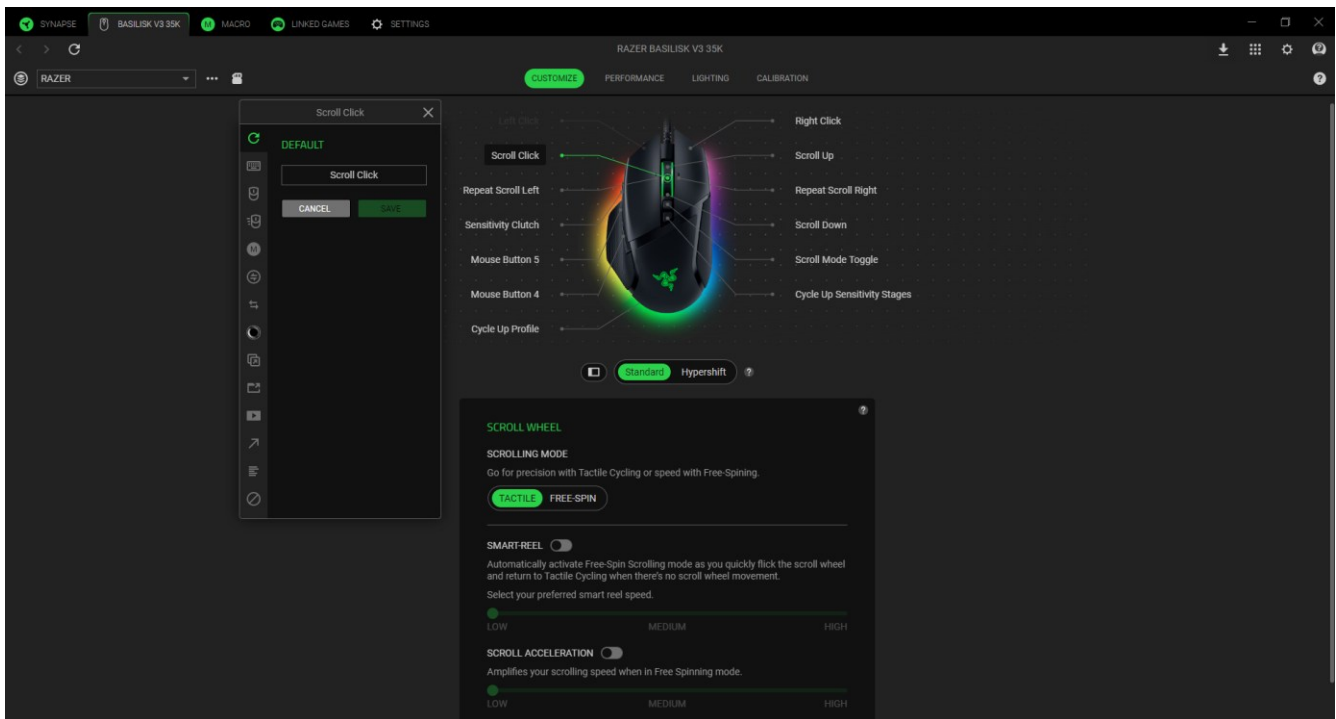 SYNAPSE BASILISK V3 35K M MACRO LINKED GAMES SETTINGS
RAZER BASILISK V3 35K
RAZER CUSTOMIZE PERFORMANCE LIGHTING CALIBRATION ?
Scroll Click
DEFAULT
Scroll Click
CANCEL SAVE
M
Left Click
Scroll Click
Repeat Scroll Left
Sensitivity Clutch
Mouse Button 5
Mouse Button 4
Cycle Up Profile
Right Click
Scroll Up
Repeat Scroll Right
Scroll Down
Scroll Mode Toggle
Cycle Up Sensitivity Stages
Standard Hypershift ?
?
SCROLL WHEEL
SCROLLING MODE
Go for precision with Tactile Cycling or speed with Free-Spining.
TACTILE FREE-SPIN
SMART-REEL
Automatically activate Free-Spin Scrolling mode as you quickly flick the scroll wheel
and return to Tactile Cycling when there's no scroll wheel movement.
Select your preferred smart reel speed.
LOW MEDIUM HIGH
SCROLL ACCELERATION
Amplifies your scrolling speed when in Free Spinning mode.
LOW MEDIUM HIGH